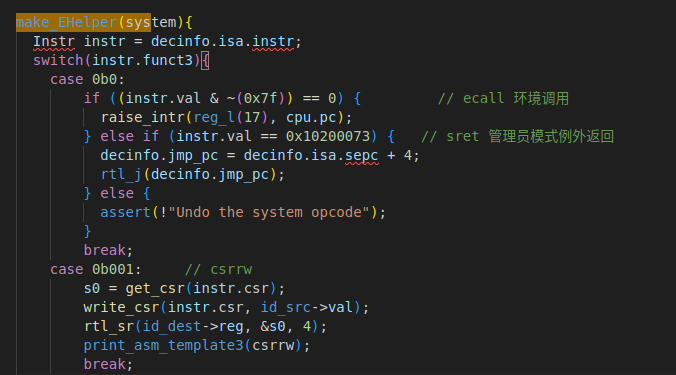 make_EHelper(system){
  Instr instr = decinfo.isa.instr;
  switch(instr.funct3){
    case 0b0:
        if ((instr.val & ~(0x7f)) == 0) {         // ecall 环境调用
          raise_intr(reg_l(17), cpu.pc);
        } else if (instr.val == 0x10200073) {   // sret 管理员模式例外返回
          decinfo.jmp_pc = decinfo.isa.sepc + 4;
          rtl_j(decinfo.jmp_pc);
        } else {
          assert(!"Undo the system opcode");
        }
        break;
    case 0b001:     // csrrw
        s0 = get_csr(instr.csr);
        write_csr(instr.csr, id_src->val);
        rtl_sr(id_dest->reg, &s0, 4);
        print_asm_template3(csrrw);
        break;